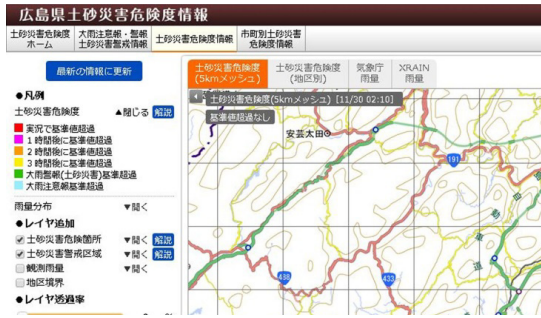 広島県土砂災害危険度情報
土砂災害危険度
ホーム
大雨注意報・警報
土砂災害警戒情報
土砂災害危険度情報
市町別土砂災害
危険度情報
最新の情報に更新
●凡例
土砂災害危険度 ▲閉じる 解説
実況で基準値超過
1時間後に基準値超過
2時間後に基準値超過
3時間後に基準値超過
大雨警報(土砂災害)基準超過
大雨注意報基準超過
雨量分布 ▼開く
●レイヤ追加
土砂災害危険箇所 ▼開く 解説
土砂災害警戒区域 ▼開く 解説
観測雨量 ▼開く
地区境界
●レイヤ透過率
土砂災害危険度
(5kmメッシュ)
土砂災害危険度
(地区別)
気象庁
雨量
XRAIN
雨量
土砂災害危険度(5kmメッシュ) [11/30 02:10]
基準値超過なし
安芸太田
191
488
433